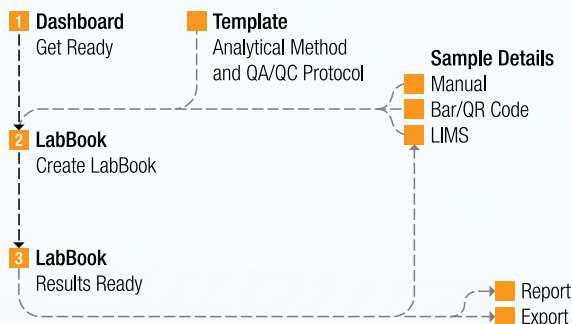 1 Dashboard
Get Ready
Template
Analytical Method
and QA/QC Protocol
Sample Details
Manual
Bar/QR Code
LIMS
2 LabBook
Create LabBook
3 LabBook
Results Ready
Report
Export